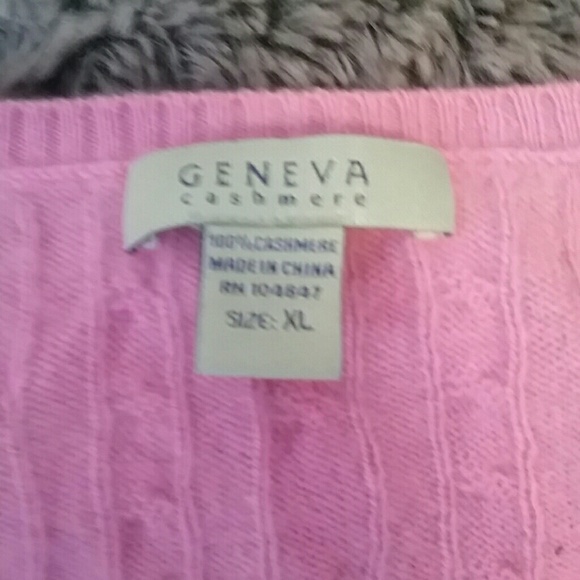 GENEVA
cashmere
100% CASHMERE
MADE IN CHINA
RN 104847
SIZE: XL